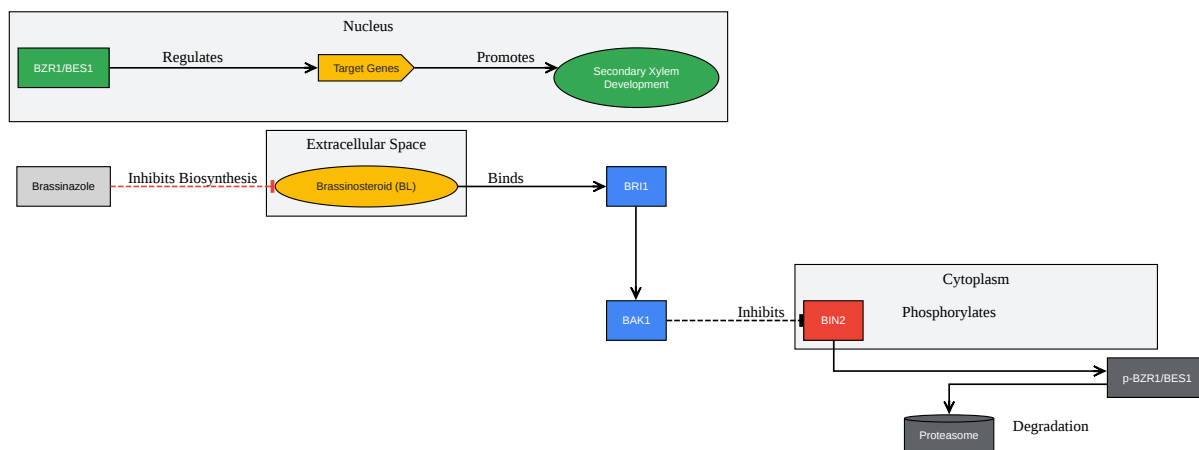 Nucleus
BZR1/BES1
Regulates
Target Genes
Promotes
Secondary Xylem
Development
Extracellular Space
Brassinazole
Inhibits Biosynthesis
Brassinosteroid (BL)
Binds
BRI1
Cytoplasm
BAK1
Inhibits
BIN2
Phosphorylates
p-BZR1/BES1
Proteasome
Degradation